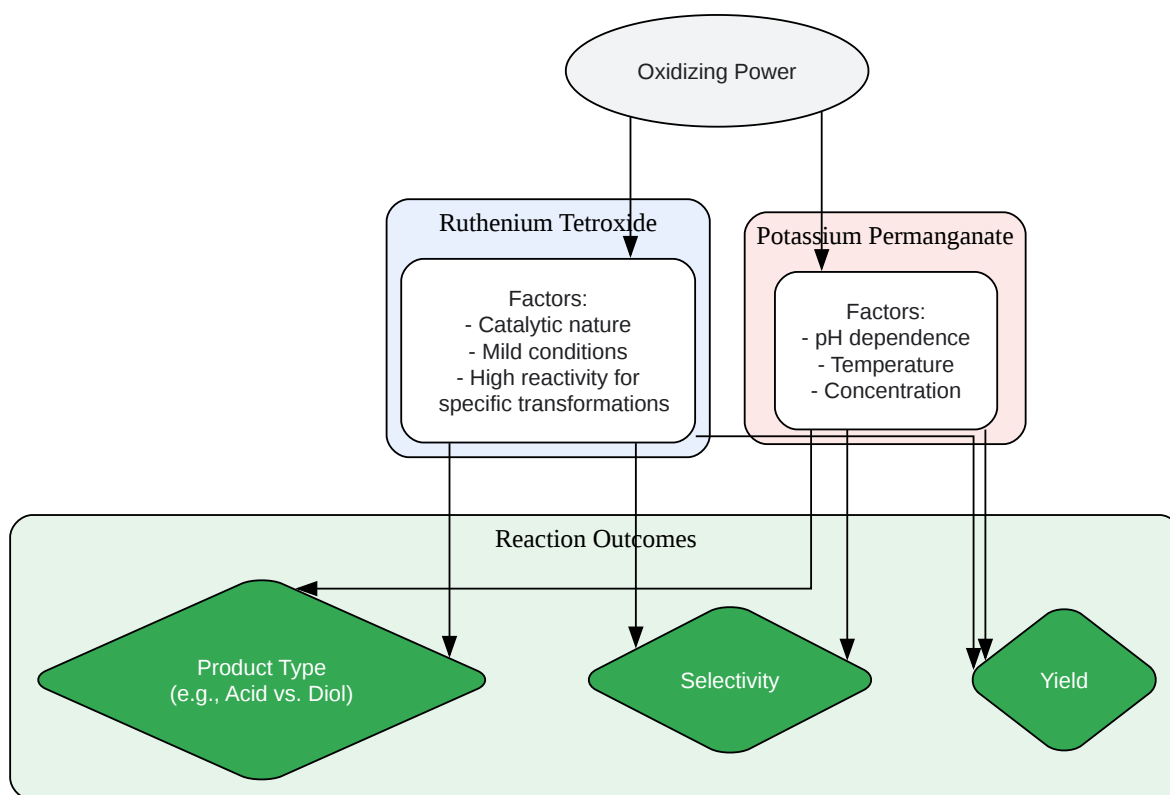 Oxidizing Power
Ruthenium Tetroxide
Factors:
- Catalytic nature
- Mild conditions
- High reactivity for
specific transformations
Potassium Permanganate
Factors:
- pH dependence
- Temperature
- Concentration
Reaction Outcomes
Product Type
(e.g., Acid vs. Diol)
Selectivity
Yield